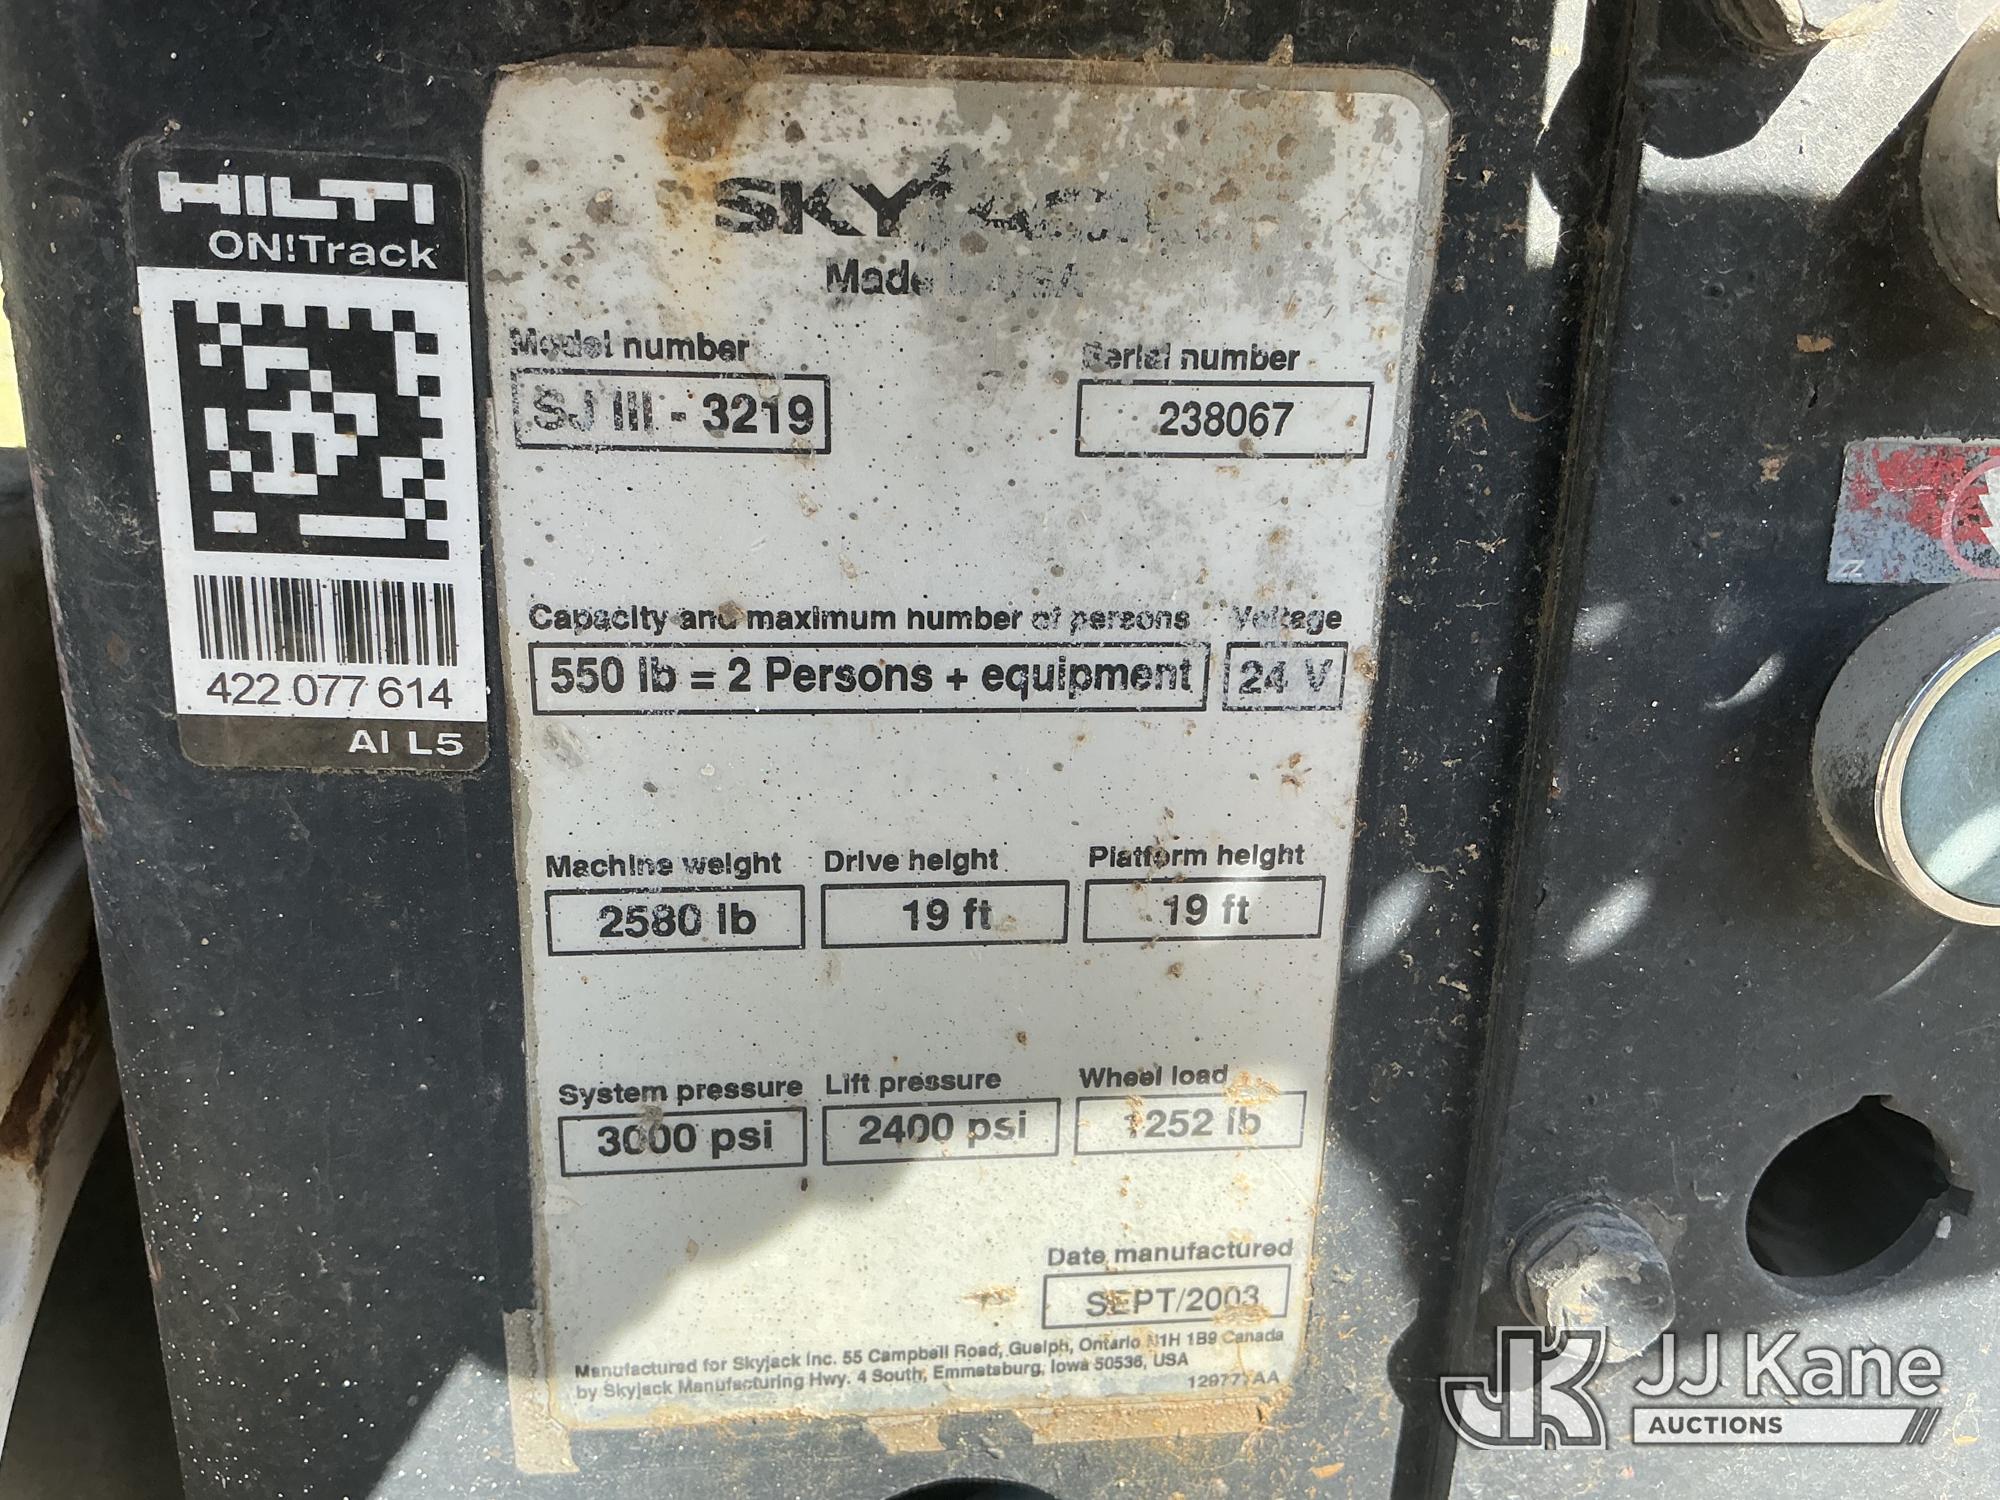 HILTI
ON!Track
422 077 614
AI L5
SKYJACK
Made in USA
Model number
SJ III - 3219
Serial number
238067
Capacity and maximum number of persons
550 lb = 2 Persons + equipment
Voltage
24 V
Machine weight
2580 lb
Drive height
19 ft
Platform height
19 ft
System pressure
3000 psi
Lift pressure
2400 psi
Wheel load
1252 lb
Date manufactured
SEPT/2003
Manufactured for Skyjack Inc. 55 Campbell Road, Guelph, Ontario N1H 1B9 Canada
by Skyjack Manufacturing Hwy. 4 South, Emmetsburg, Iowa 50536, USA
JJ Kane
AUCTIONS